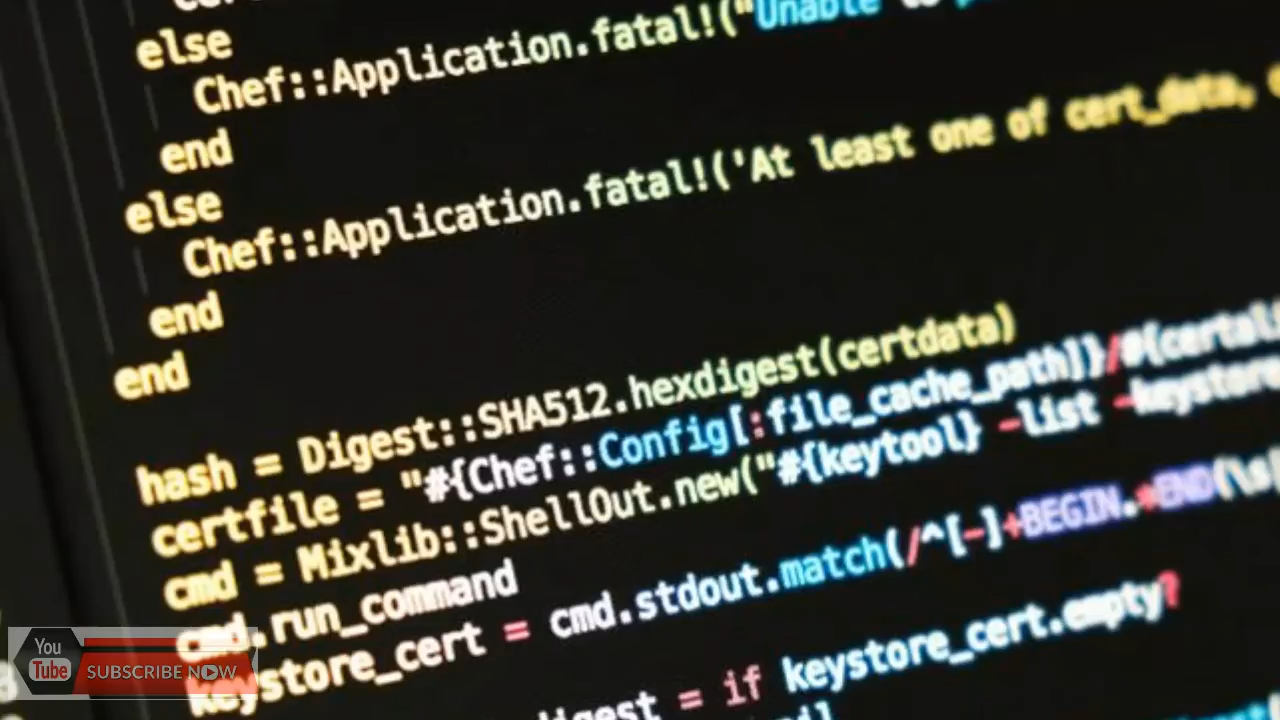 else
Chef::Application.fatal!("Unable to
end
else
Chef::Application.fatal!('At least one of cert_data,
end
end
hash = Digest::SHA512.hexdigest(certdata)
certfile = "#{Chef::Config[:file_cache_path]}/
cmd = Mixlib::ShellOut.new("#{keytool} -list -keystore
cmd.run_command
keystore_cert = cmd.stdout.match(/^[-]+BEGIN.*END(\s|
keystore_cert.empty?
= if
You
Tube
SUBSCRIBE NOW